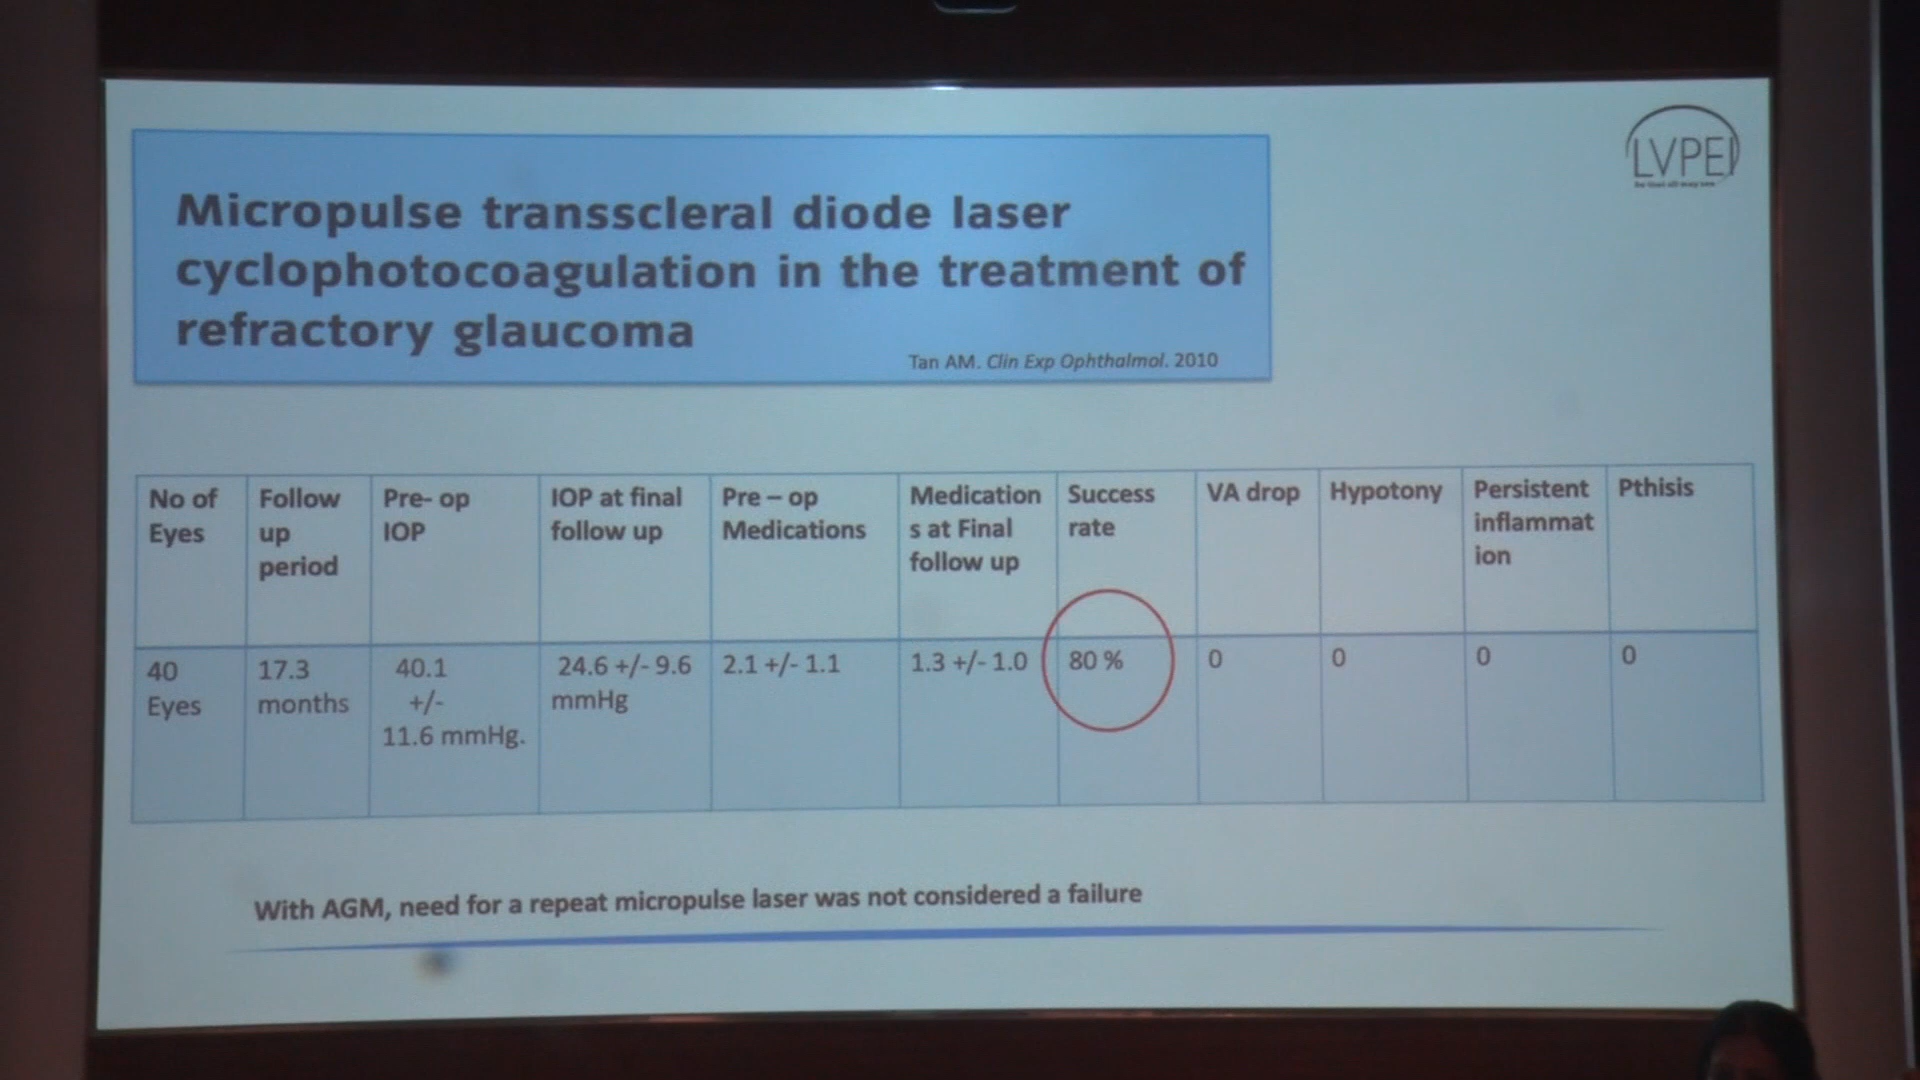 LVPEI
Micropulse transscleral diode laser
cyclophotocoagulation in the treatment of
refractory glaucoma
Tan AM. Clin Exp Ophthalmol. 2010
No of
Eyes
Follow
up
period
Pre- op
IOP
IOP at final
follow up
Pre – op
Medications
Medication
s at Final
follow up
Success
rate
VA drop
Hypotony
Persistent
inflammat
ion
Pthisis
40
Eyes
17.3
months
40.1
+/-
11.6 mmHg.
24.6 +/- 9.6
mmHg
2.1 +/- 1.1
1.3 +/- 1.0
80 %
0
0
0
0
With AGM, need for a repeat micropulse laser was not considered a failure